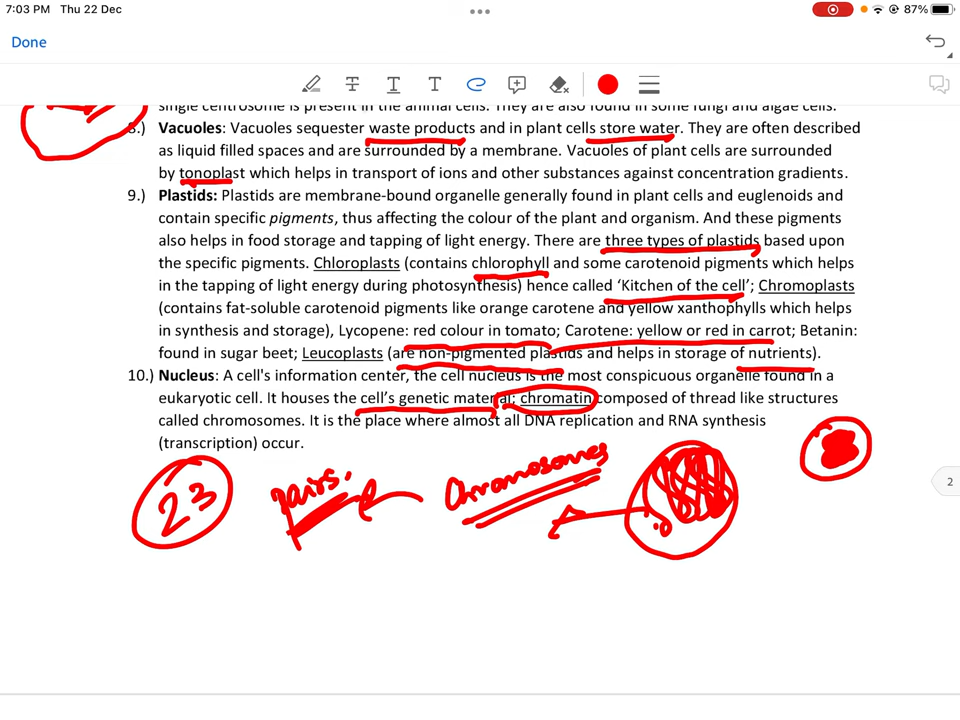 7:03 PM Thu 22 Dec
87%
Done
T T T
single centrosome is present in the animal cells. They are also found in some fungi and algae cells.
8.) Vacuoles: Vacuoles sequester waste products and in plant cells store water. They are often described
as liquid filled spaces and are surrounded by a membrane. Vacuoles of plant cells are surrounded
by tonoplast which helps in transport of ions and other substances against concentration gradients.
9.) Plastids: Plastids are membrane-bound organelle generally found in plant cells and euglenoids and
contain specific pigments, thus affecting the colour of the plant and organism. And these pigments
also helps in food storage and tapping of light energy. There are three types of plastids based upon
the specific pigments. Chloroplasts (contains chlorophyll and some carotenoid pigments which helps
in the tapping of light energy during photosynthesis) hence called ‘Kitchen of the cell’; Chromoplasts
(contains fat-soluble carotenoid pigments like orange carotene and yellow xanthophylls which helps
in synthesis and storage), Lycopene: red colour in tomato; Carotene: yellow or red in carrot; Betanin:
found in sugar beet; Leucoplasts (are non-pigmented plastids and helps in storage of nutrients).
10.) Nucleus: A cell's information center, the cell nucleus is the most conspicuous organelle found in a
eukaryotic cell. It houses the cell’s genetic material; chromatin composed of thread like structures
called chromosomes. It is the place where almost all DNA replication and RNA synthesis
(transcription) occur.
23 pairs. Chromosomes
2